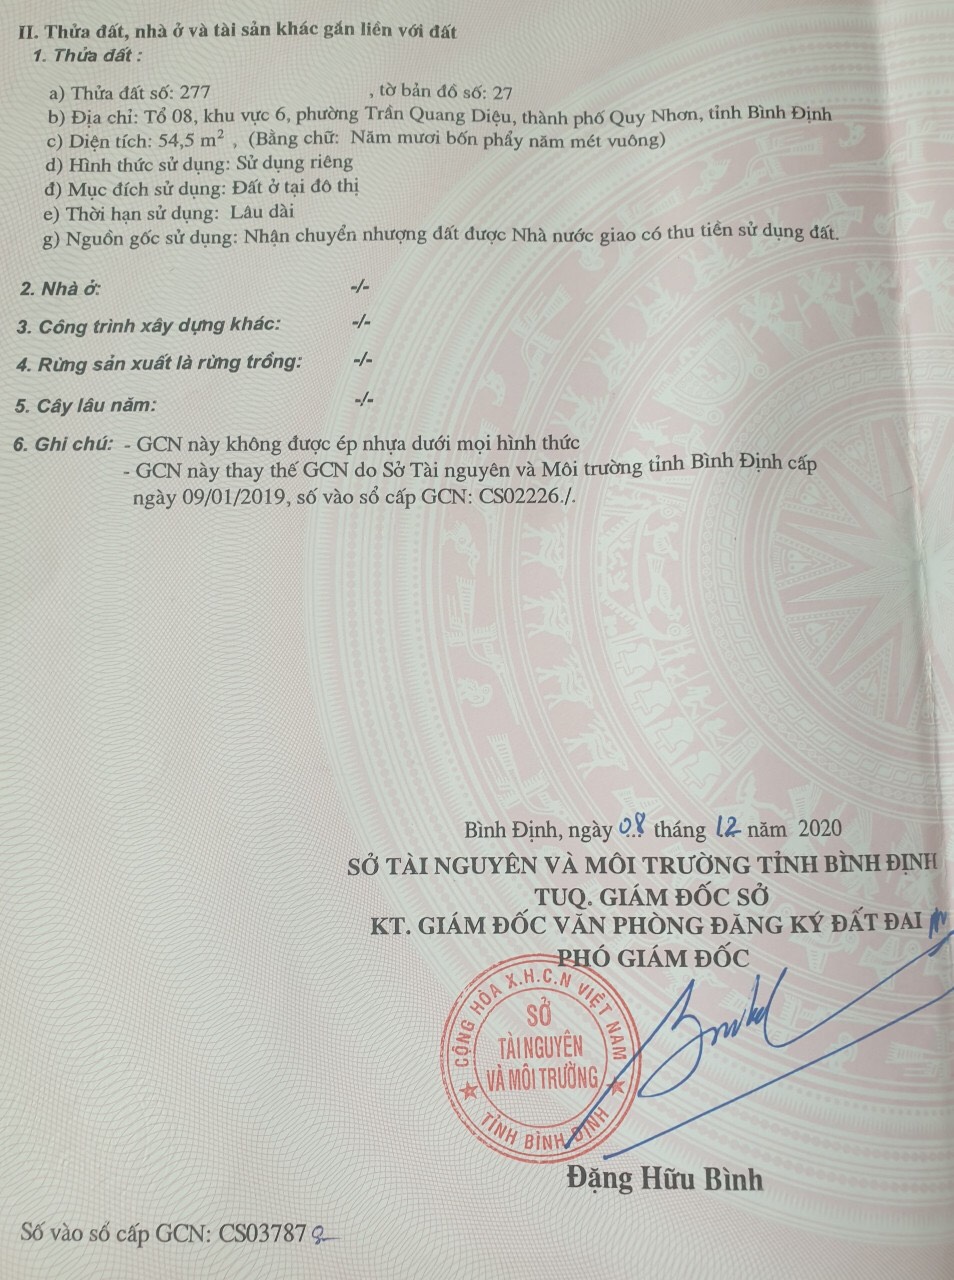 II. Thửa đất, nhà ở và tài sản khác gắn liền với đất
1. Thửa đất :
a) Thửa đất số: 277 , tờ bản đồ số: 27
b) Địa chỉ: Tổ 08, khu vực 6, phường Trần Quang Diệu, thành phố Quy Nhơn, tỉnh Bình Định
c) Diện tích: 54,5 m² , (Bằng chữ: Năm mươi bốn phẩy năm mét vuông)
d) Hình thức sử dụng: Sử dụng riêng
đ) Mục đích sử dụng: Đất ở tại đô thị
e) Thời hạn sử dụng: Lâu dài
g) Nguồn gốc sử dụng: Nhận chuyển nhượng đất được Nhà nước giao có thu tiền sử dụng đất.
2. Nhà ở: -/-
3. Công trình xây dựng khác: -/-
4. Rừng sản xuất là rừng trồng: -/-
5. Cây lâu năm: -/-
6. Ghi chú: - GCN này không được ép nhựa dưới mọi hình thức
- GCN này thay thế GCN do Sở Tài nguyên và Môi trường tỉnh Bình Định cấp
ngày 09/01/2019, số vào sổ cấp GCN: CS02226./.
Bình Định, ngày 08 tháng 12 năm 2020
SỞ TÀI NGUYÊN VÀ MÔI TRƯỜNG TỈNH BÌNH ĐỊNH
TUQ. GIÁM ĐỐC SỞ
KT. GIÁM ĐỐC VĂN PHÒNG ĐĂNG KÝ ĐẤT ĐAI
PHÓ GIÁM ĐỐC
CỘNG HÒA X.H.C.N VIỆT NAM
SỞ
TÀI NGUYÊN
VÀ MÔI TRƯỜNG
TỈNH BÌNH ĐỊNH
Đặng Hữu Bình
Số vào sổ cấp GCN: CS03787